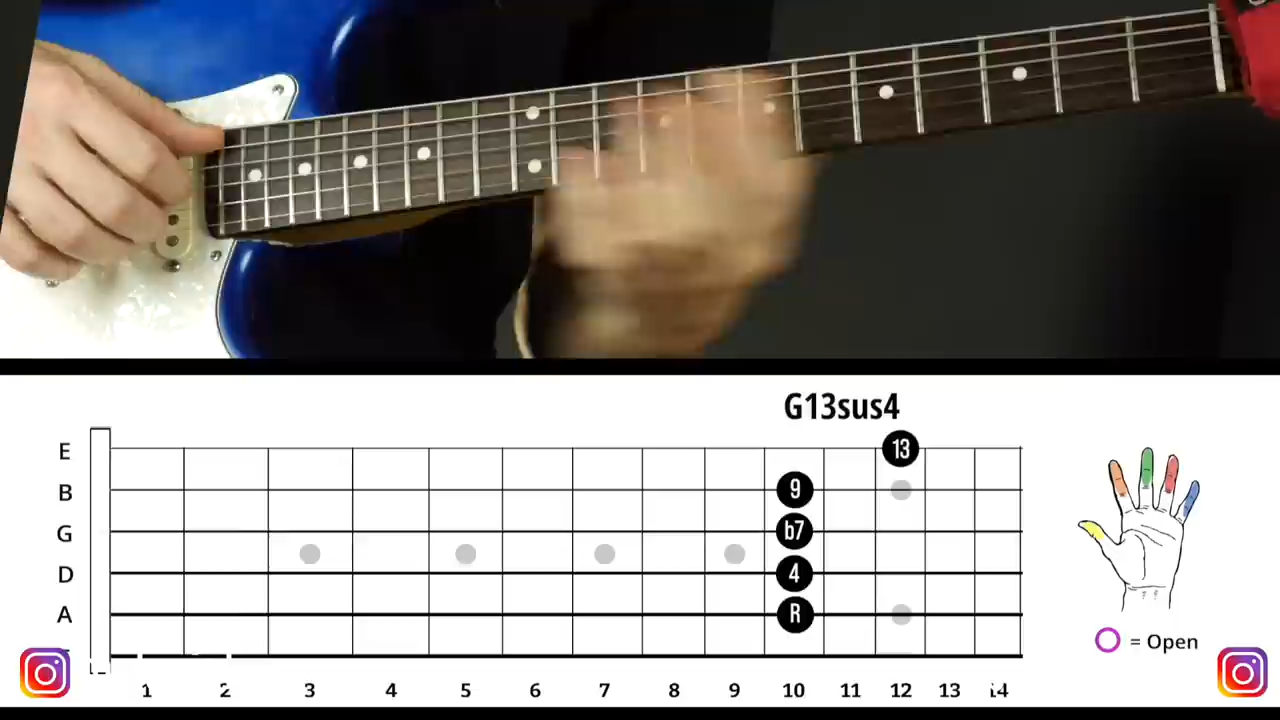 G13sus4
E 13
B 9
G b7
D 4
A R
= Open
1 2 3 4 5 6 7 8 9 10 11 12 13 14